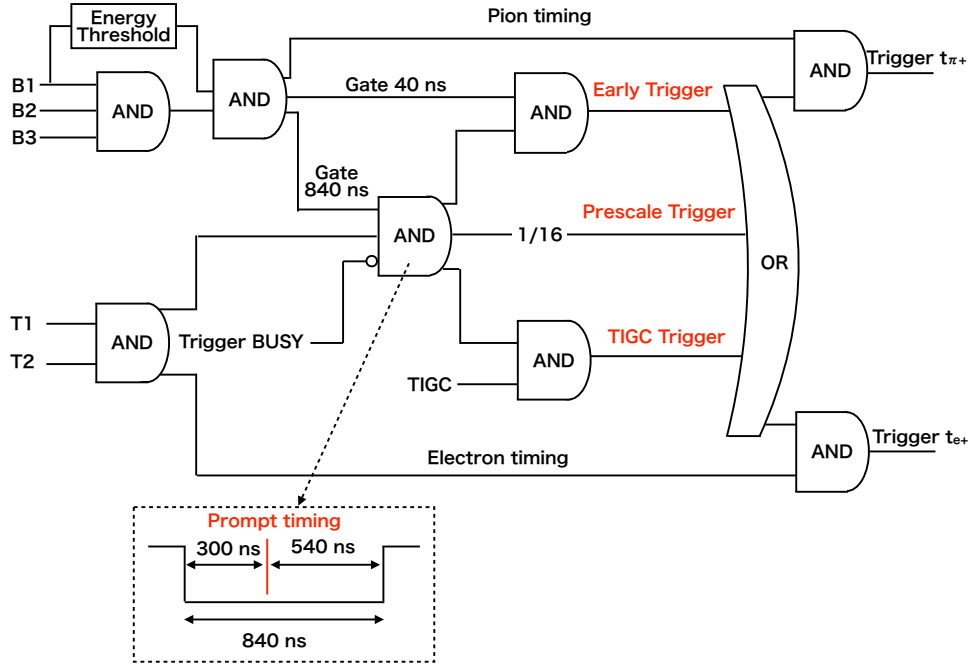 Pion timing
Energy
Threshold
AND
Trigger tπ+
B1
B2
B3
AND
AND
Gate 40 ns
AND
Early Trigger
Gate
840 ns
AND
1/16
Prescale Trigger
OR
T1
T2
AND
Trigger BUSY
TIGC
AND
TIGC Trigger
Electron timing
AND
Trigger te+
Prompt timing
300 ns
540 ns
840 ns